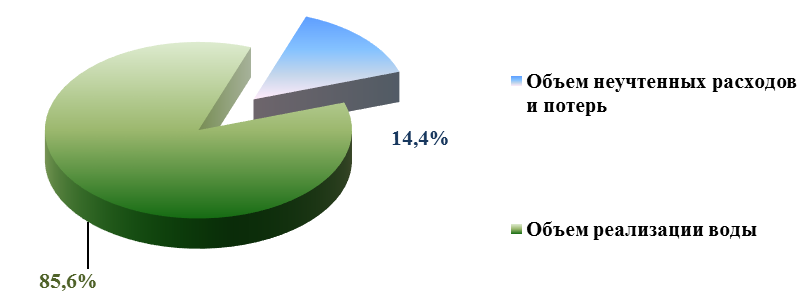 Объем неучтенных расходов
и потерь
14,4%
Объем реализации воды
85,6%